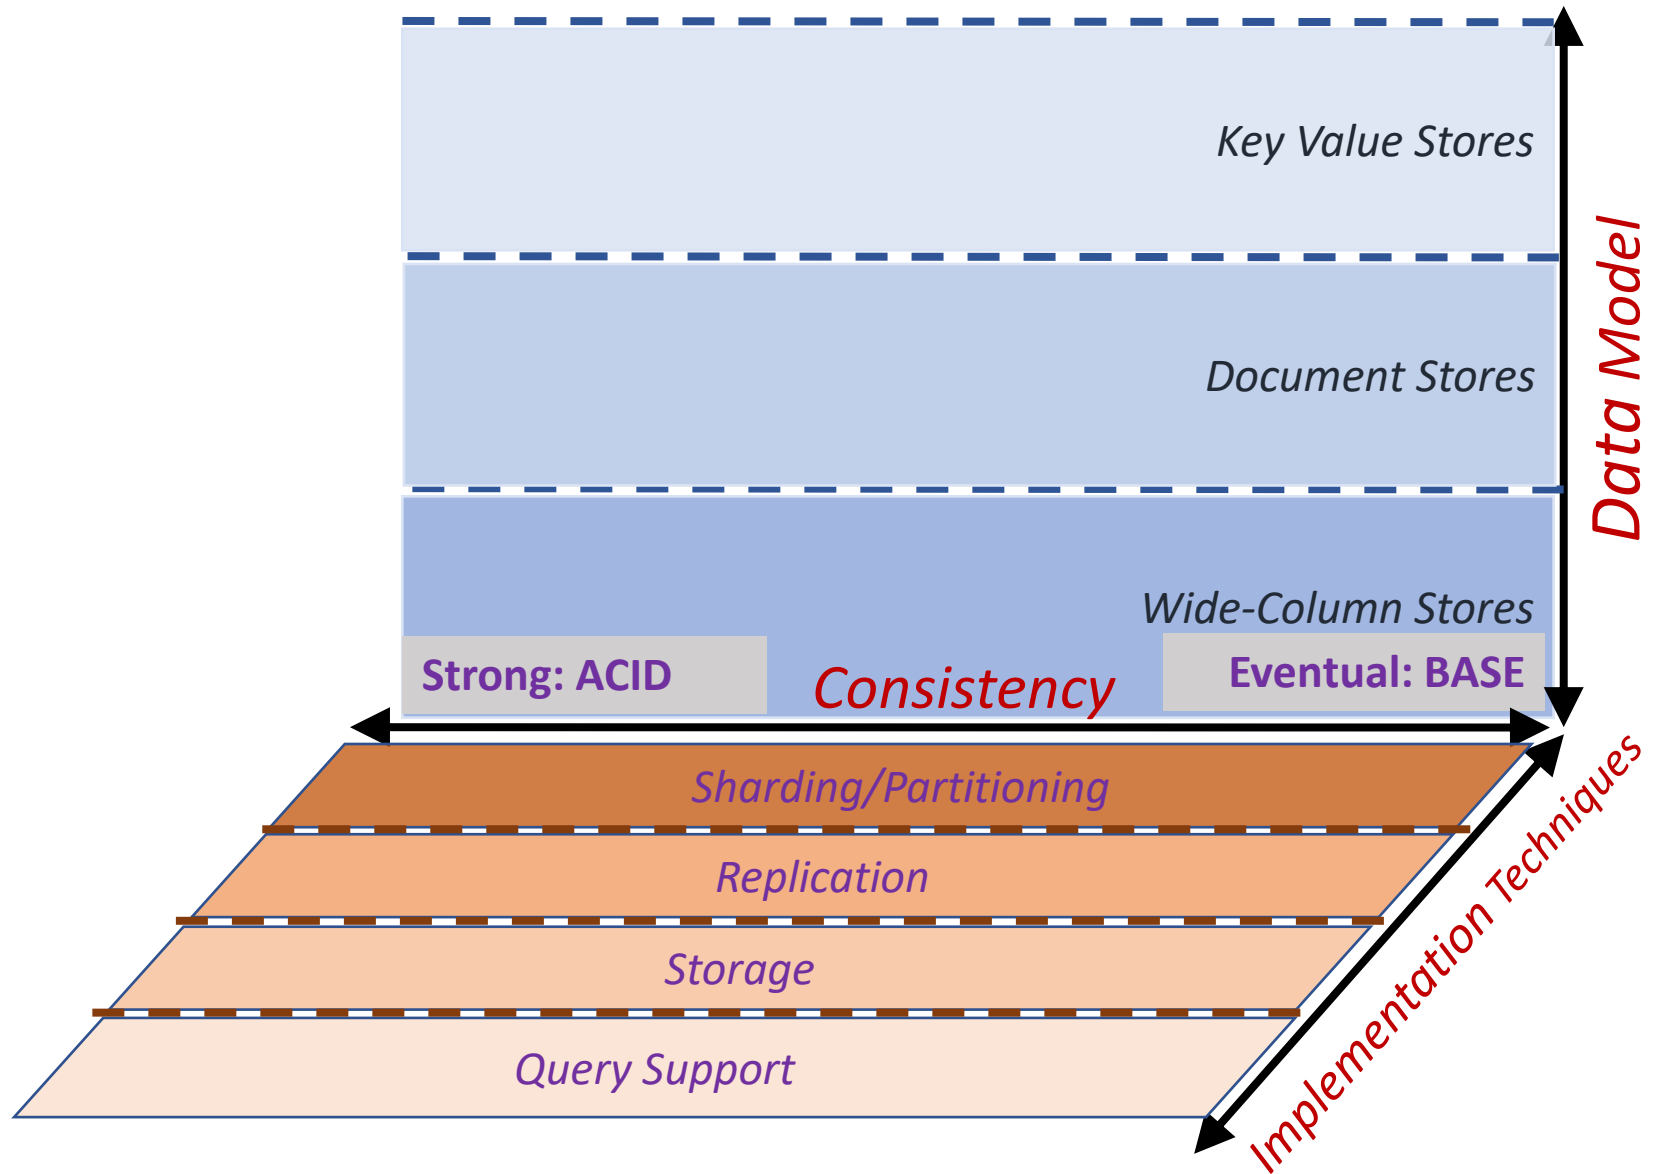 Key Value Stores
Document Stores
Data Model
Wide-Column Stores
Strong: ACID
Consistency
Eventual: BASE
Sharding/Partitioning
Replication
Storage
Query Support
Implementation Techniques